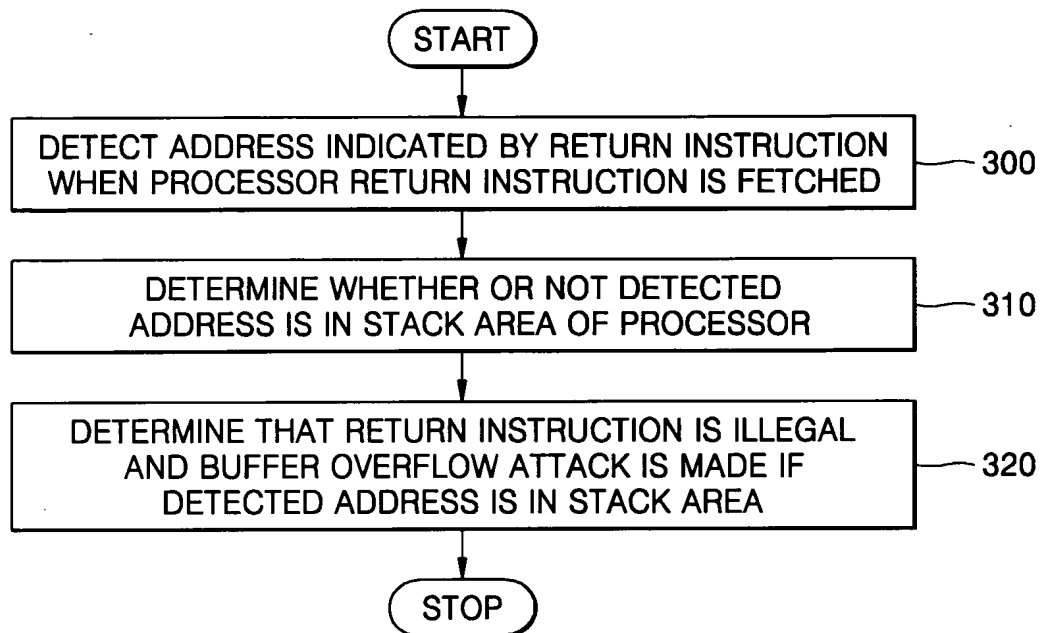 START
DETECT ADDRESS INDICATED BY RETURN INSTRUCTION
WHEN PROCESSOR RETURN INSTRUCTION IS FETCHED
300
DETERMINE WHETHER OR NOT DETECTED
ADDRESS IS IN STACK AREA OF PROCESSOR
310
DETERMINE THAT RETURN INSTRUCTION IS ILLEGAL
AND BUFFER OVERFLOW ATTACK IS MADE IF
DETECTED ADDRESS IS IN STACK AREA
320
STOP